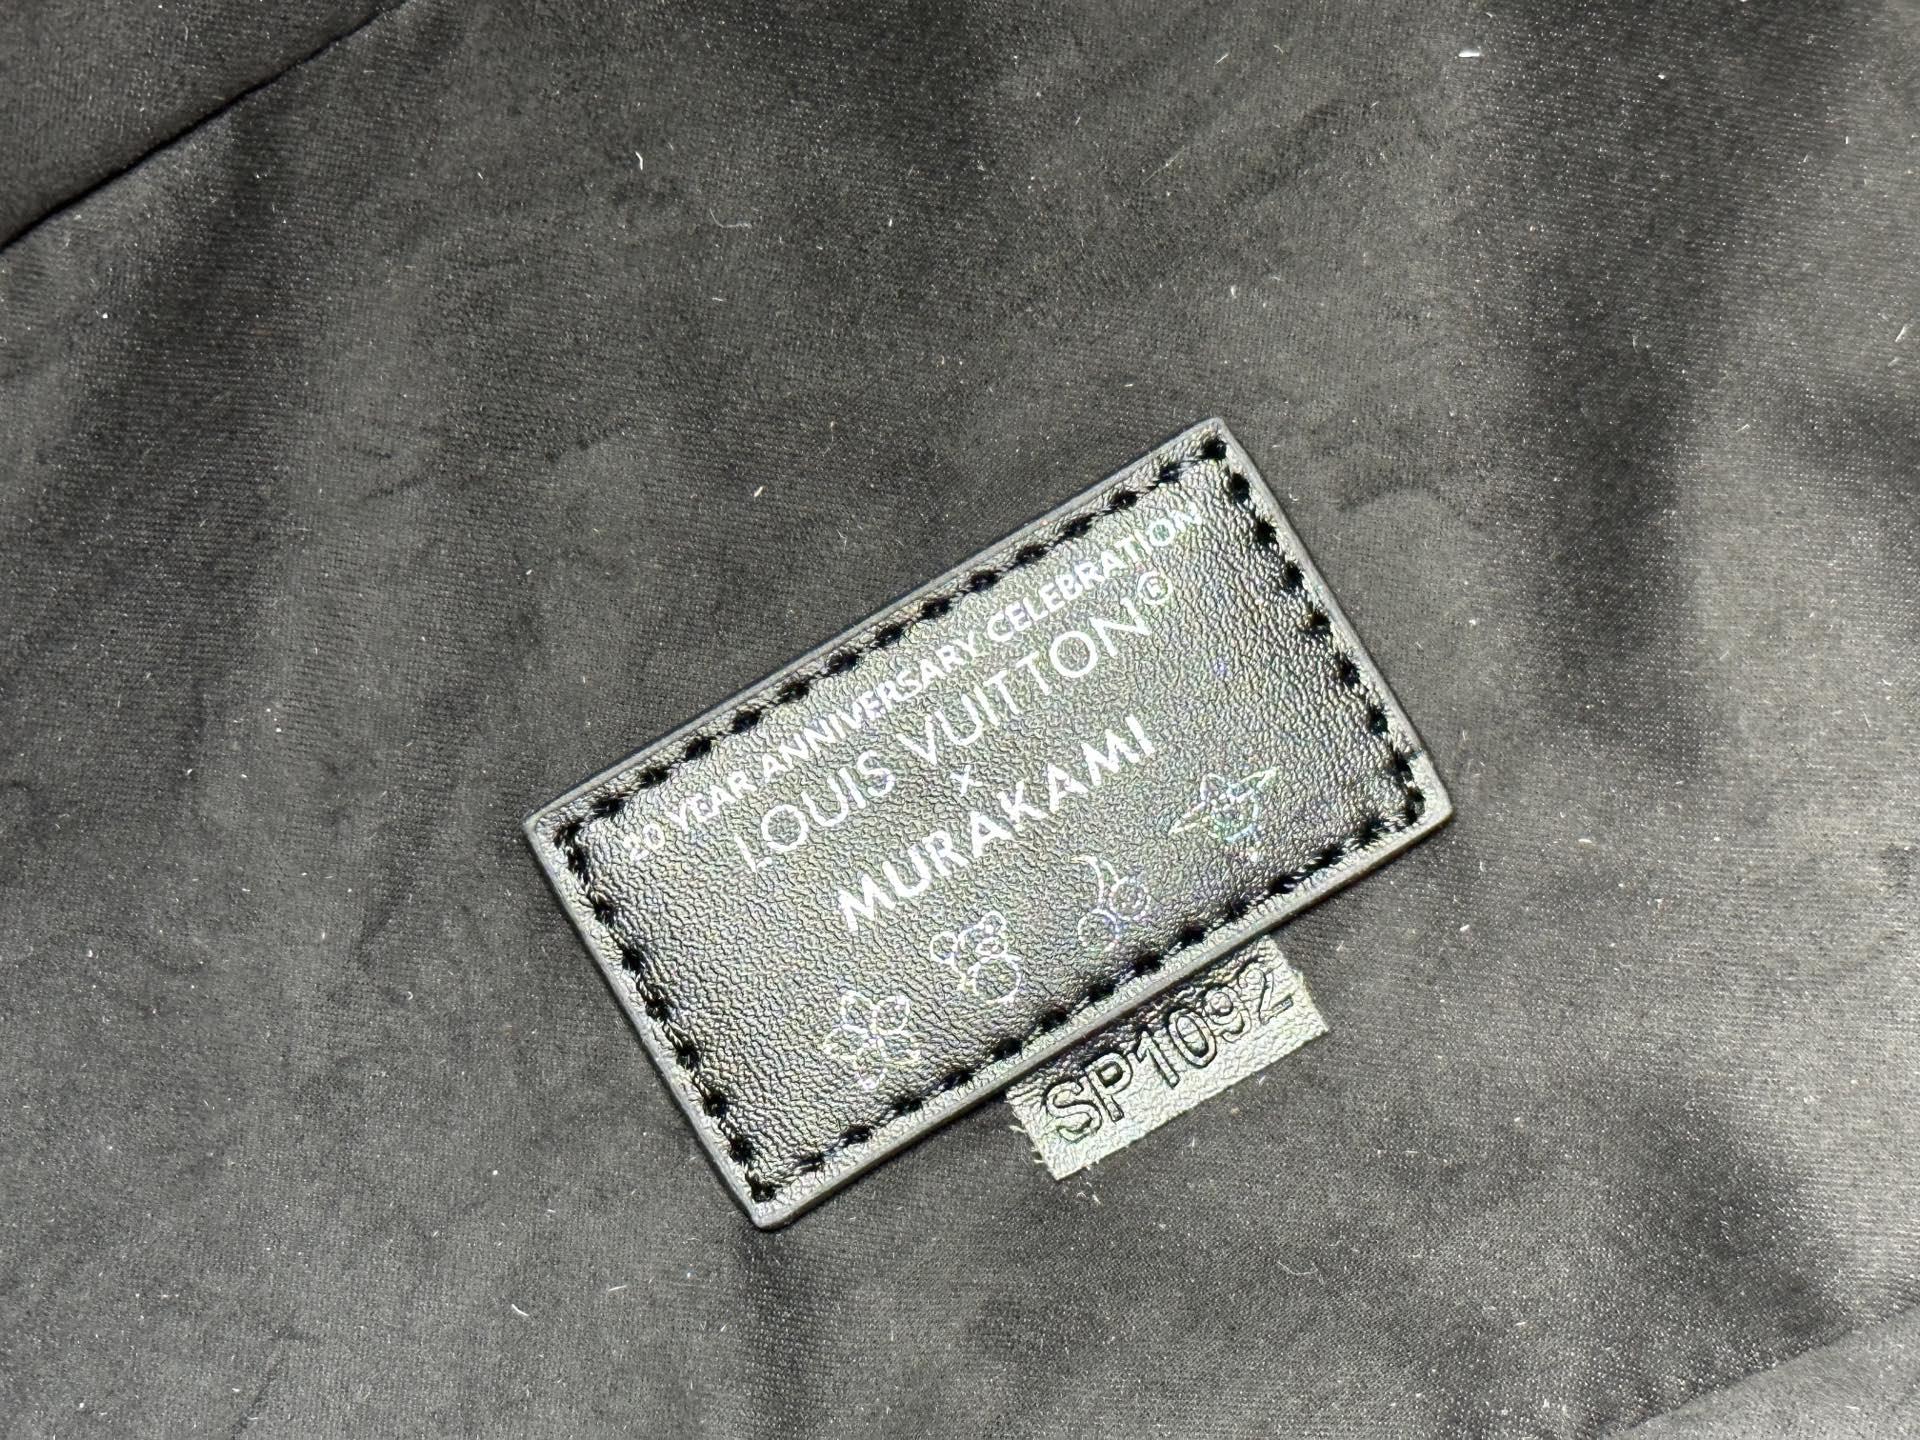 20 YEAR ANNIVERSARY CELEBRATION
LOUIS VUITTON®
×
MURAKAMI
SP1092